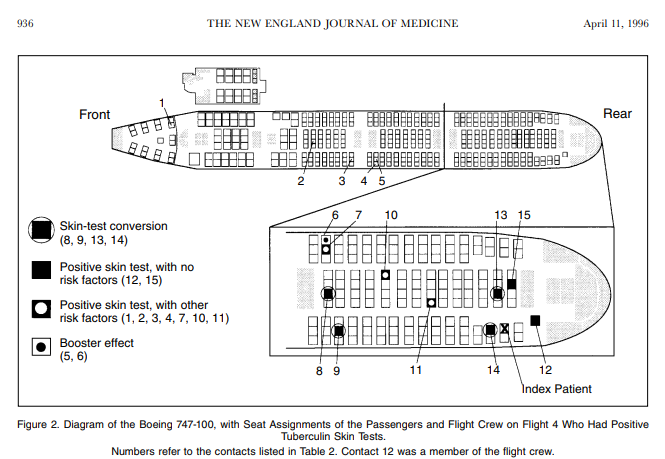 936
THE NEW ENGLAND JOURNAL OF MEDICINE
April 11, 1996
1
Front
Rear
2
3
4
5
6
7
10
13
15
Skin-test conversion
(8, 9, 13, 14)
Positive skin test, with no
risk factors (12, 15)
Positive skin test, with other
risk factors (1, 2, 3, 4, 7, 10, 11)
Booster effect
(5, 6)
8
9
11
14
12
Index Patient
Figure 2. Diagram of the Boeing 747-100, with Seat Assignments of the Passengers and Flight Crew on Flight 4 Who Had Positive
Tuberculin Skin Tests.
Numbers refer to the contacts listed in Table 2. Contact 12 was a member of the flight crew.